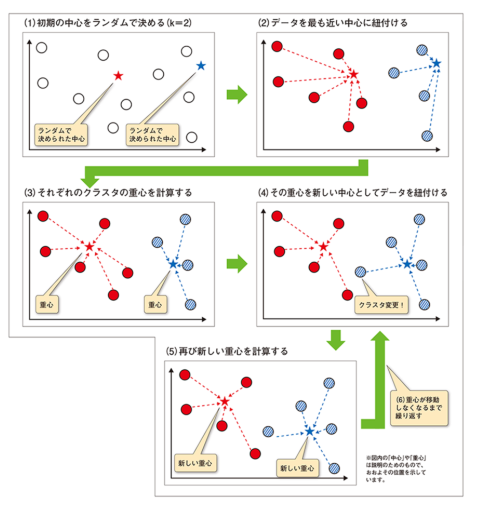 (1)初期の中心をランダムで決める(k=2)
ランダムで
決められた中心
ランダムで
決められた中心
(2)データを最も近い中心に紐付ける
(3)それぞれのクラスタの重心を計算する
重心
重心
(4)その重心を新しい中心としてデータを紐付ける
クラスタ変更!
(5)再び新しい重心を計算する
新しい重心
新しい重心
(6)重心が移動
しなくなるまで
繰り返す
※図内の「中心」や「重心」
は説明のためのもので、
おおよその位置を示して
います。